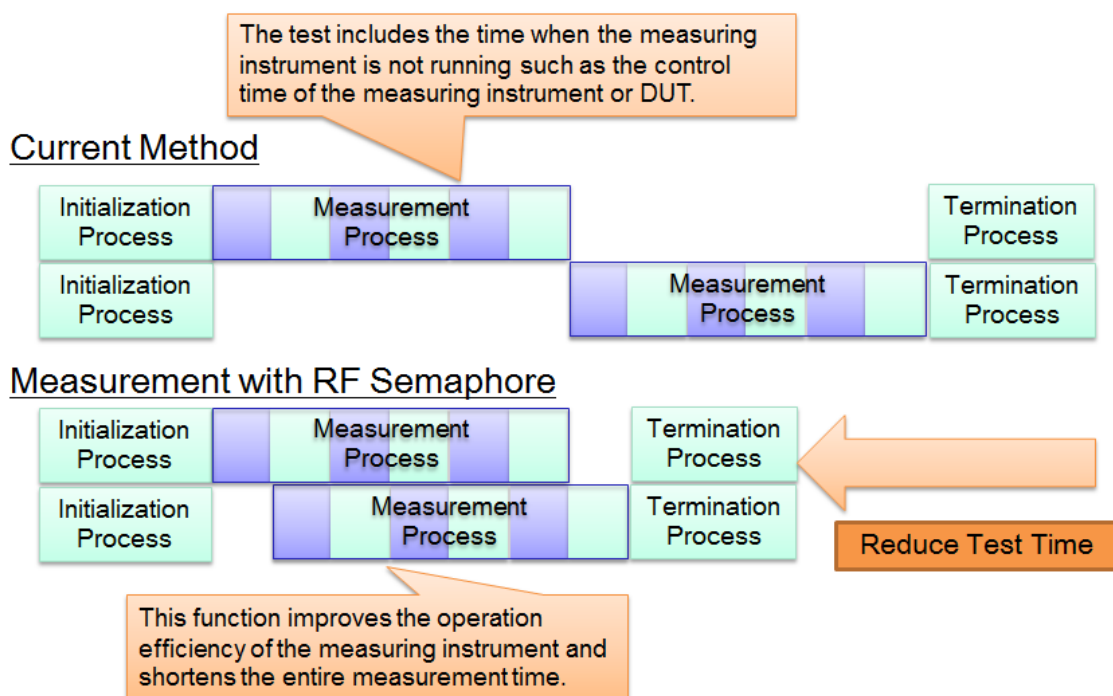 The test includes the time when the measuring
instrument is not running such as the control
time of the measuring instrument or DUT.
Current Method
Initialization
Process
Measurement
Process
Termination
Process
Initialization
Process
Measurement
Process
Termination
Process
Measurement with RF Semaphore
Initialization
Process
Measurement
Process
Termination
Process
Initialization
Process
Measurement
Process
Termination
Process
Reduce Test Time
This function improves the operation
efficiency of the measuring instrument and
shortens the entire measurement time.